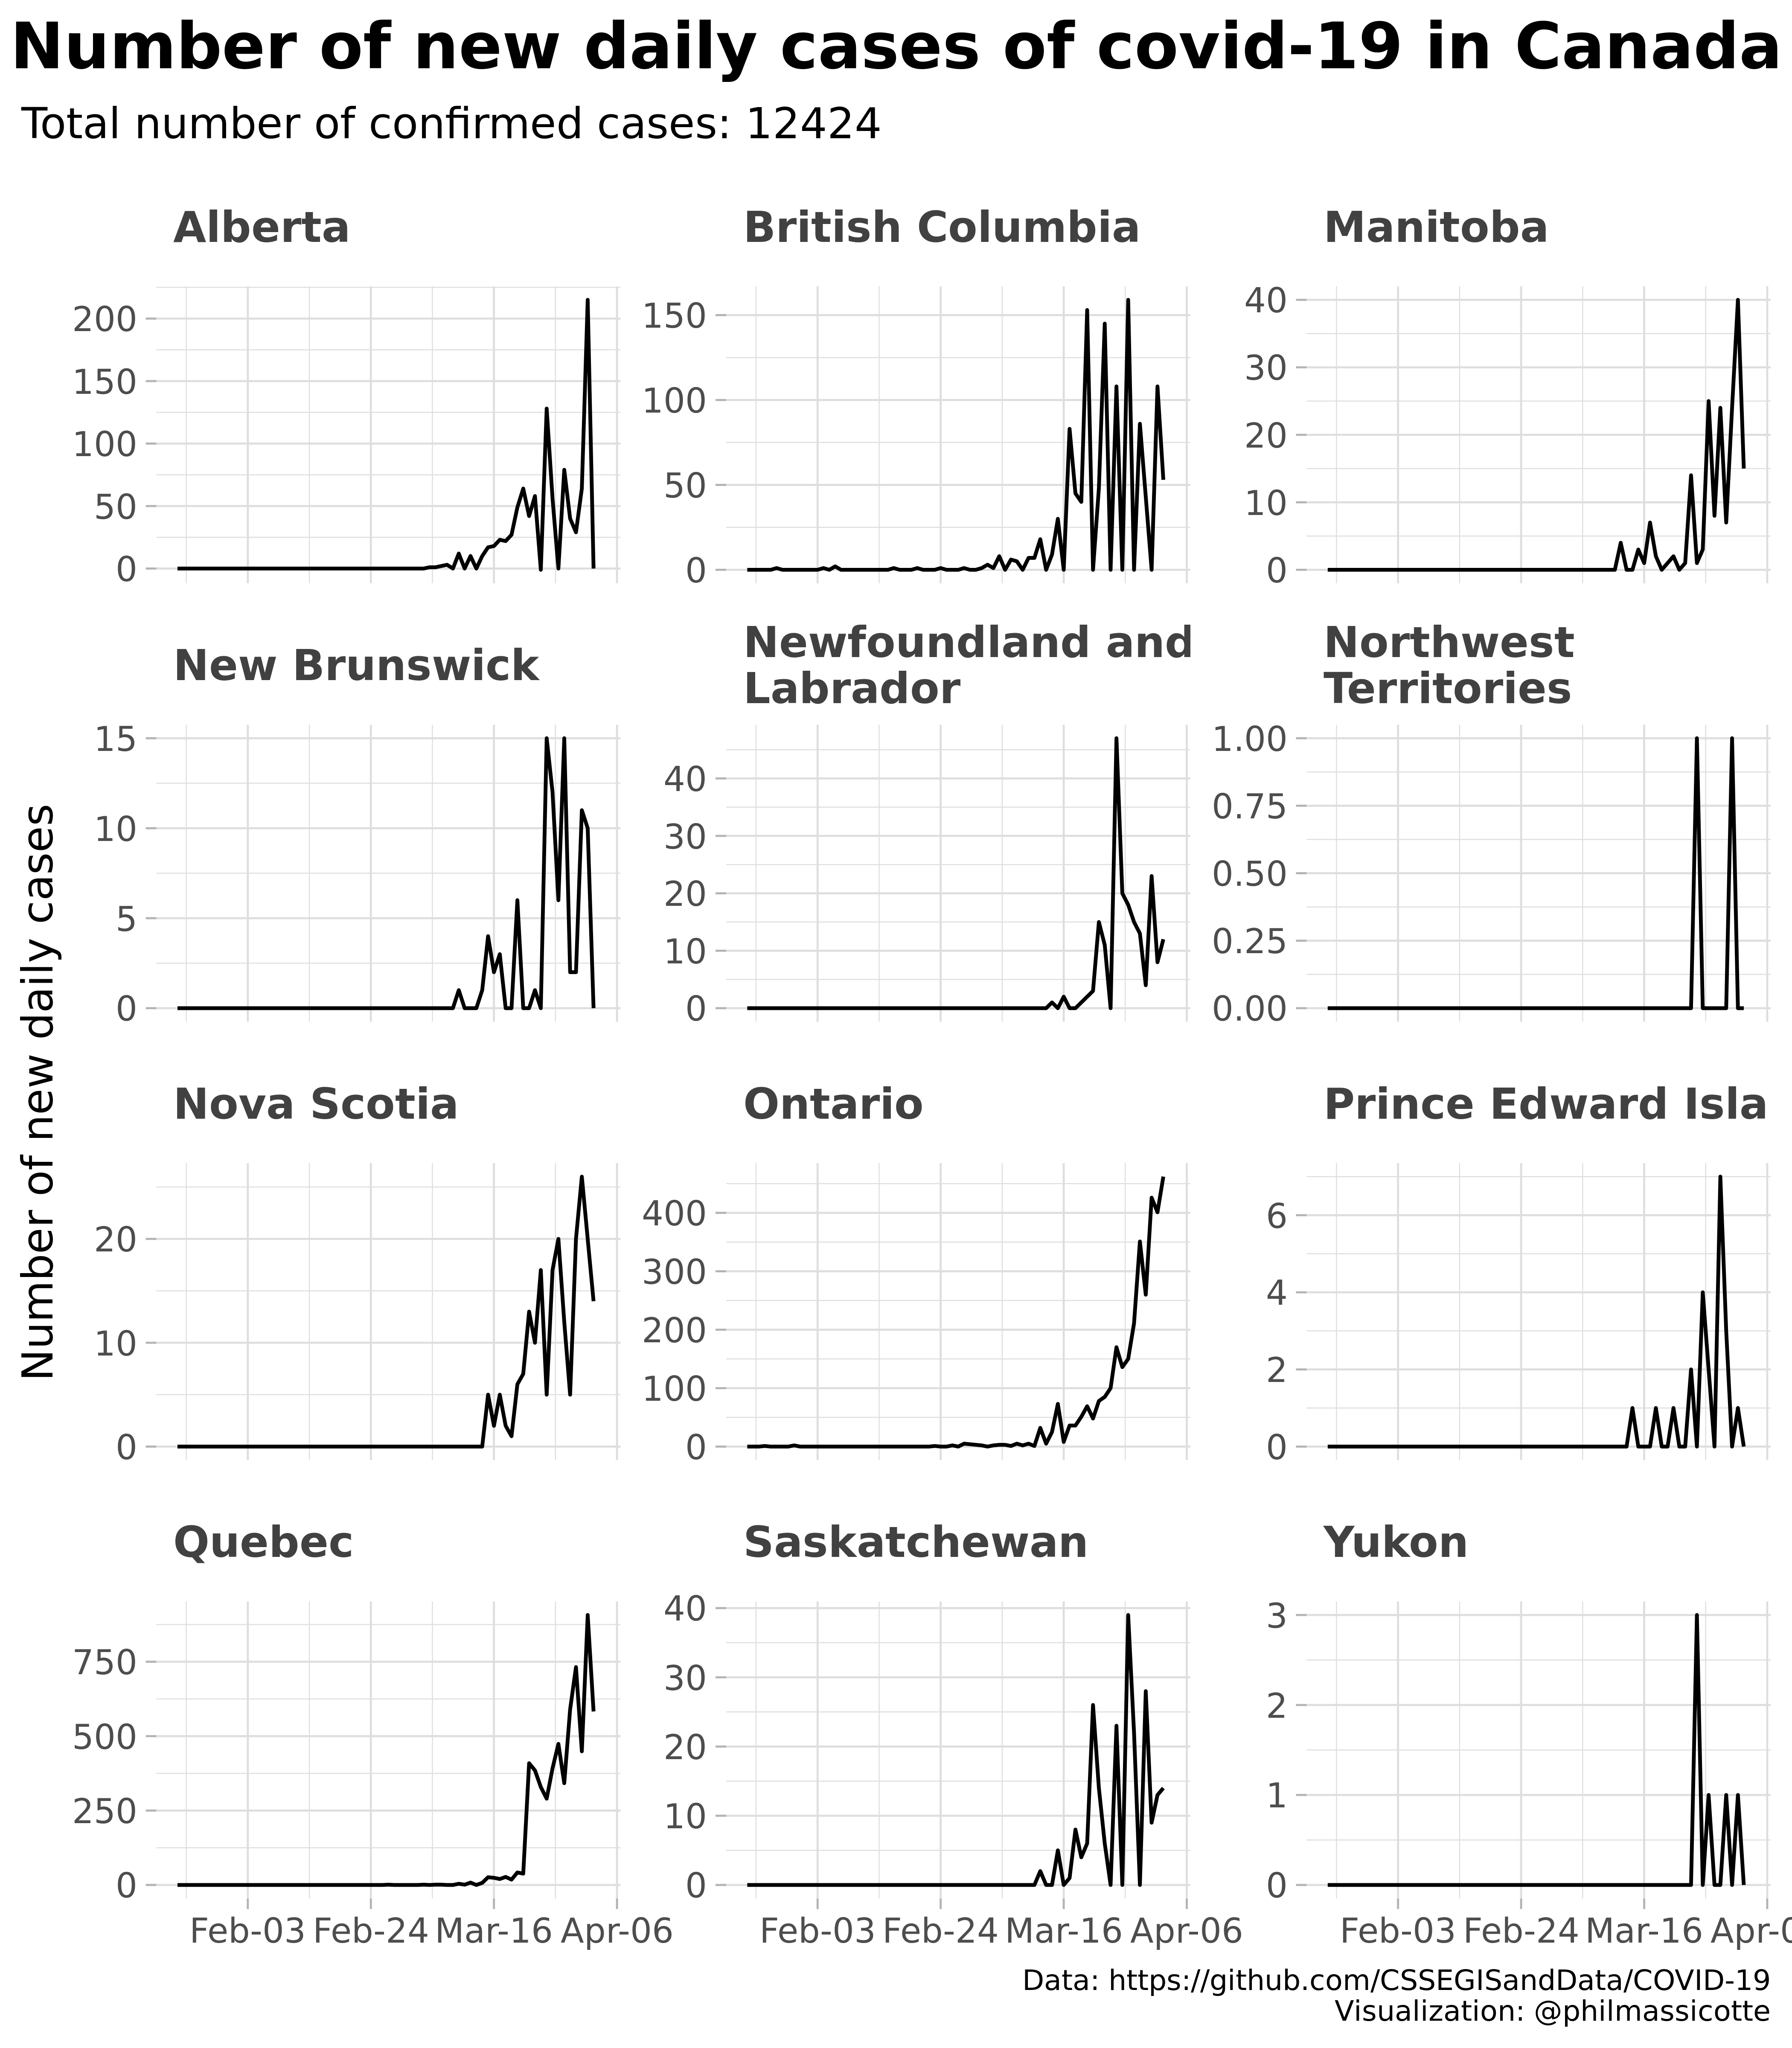 Number of new daily cases of covid-19 in Canada
Total number of confirmed cases: 12424
Number of new daily cases
Alberta
200
150
100
50
0
British Columbia
150
100
50
0
Manitoba
40
30
20
10
0
New Brunswick
15
10
5
0
Newfoundland and
Labrador
40
30
20
10
0
Northwest
Territories
1.00
0.75
0.50
0.25
0.00
Nova Scotia
20
10
0
Ontario
400
300
200
100
0
Prince Edward Isla
6
4
2
0
Quebec
750
500
250
0
Feb-03 Feb-24 Mar-16 Apr-06
Saskatchewan
40
30
20
10
0
Feb-03 Feb-24 Mar-16 Apr-06
Yukon
3
2
1
0
Feb-03 Feb-24 Mar-16 Apr-0
Data: https://github.com/CSSEGISandData/COVID-19
Visualization: @philmassicotte